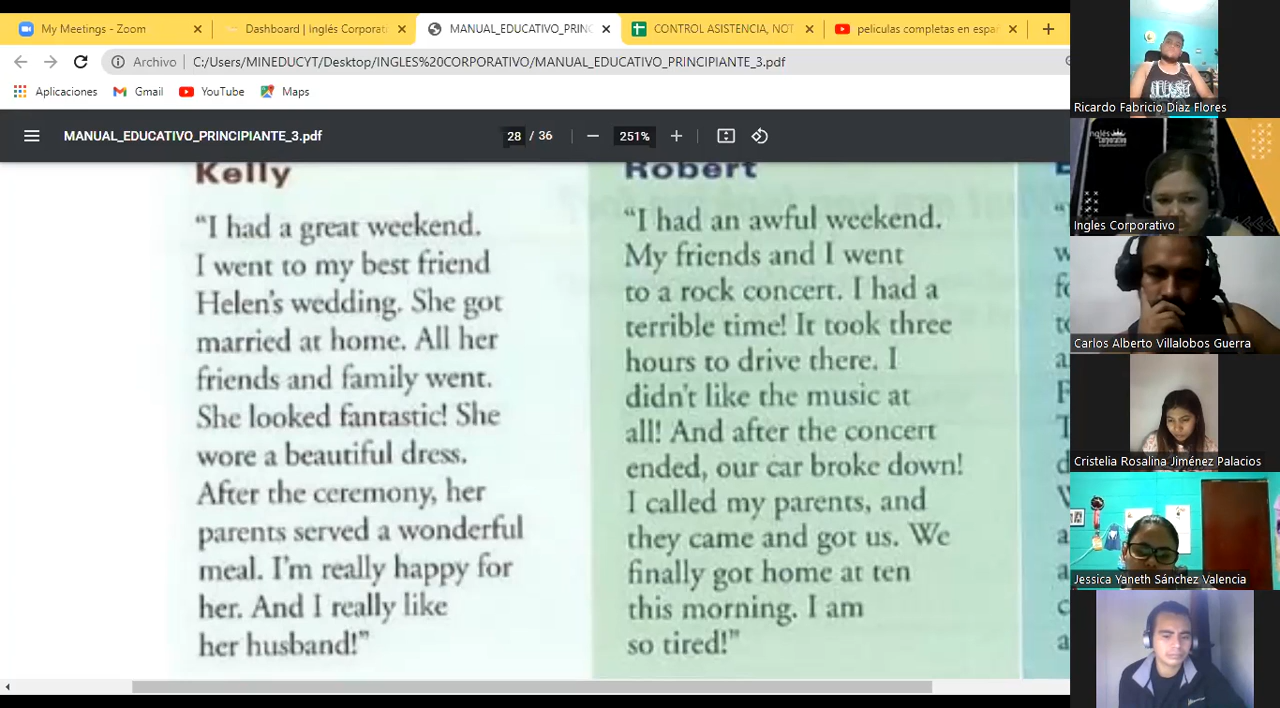 My Meetings - Zoom
Dashboard | Inglés Corporati
MANUAL_EDUCATIVO_PRINC
CONTROL ASISTENCIA, NOT
peliculas completas en espa
Archivo
C:/Users/MINEDUCYT/Desktop/INGLES%20CORPORATIVO/MANUAL_EDUCATIVO_PRINCIPIANTE_3.pdf
Aplicaciones
Gmail
YouTube
Maps
MANUAL_EDUCATIVO_PRINCIPIANTE_3.pdf
28 / 36
251%
Kelly
"I had a great weekend.
I went to my best friend
Helen's wedding. She got
married at home. All her
friends and family went.
She looked fantastic! She
wore a beautiful dress.
After the ceremony, her
parents served a wonderful
meal. I'm really happy for
her. And I really like
her husband!"
Robert
"I had an awful weekend.
My friends and I went
to a rock concert. I had a
terrible time! It took three
hours to drive there. I
didn't like the music at
all! And after the concert
ended, our car broke down!
I called my parents, and
they came and got us. We
finally got home at ten
this morning. I am
so tired!"
Ricardo Fabricio Díaz Flores
Inglés
Corporativo
Ingles Corporativo
Carlos Alberto Villalobos Guerra
Cristelia Rosalina Jiménez Palacios
Jessica Yaneth Sánchez Valencia